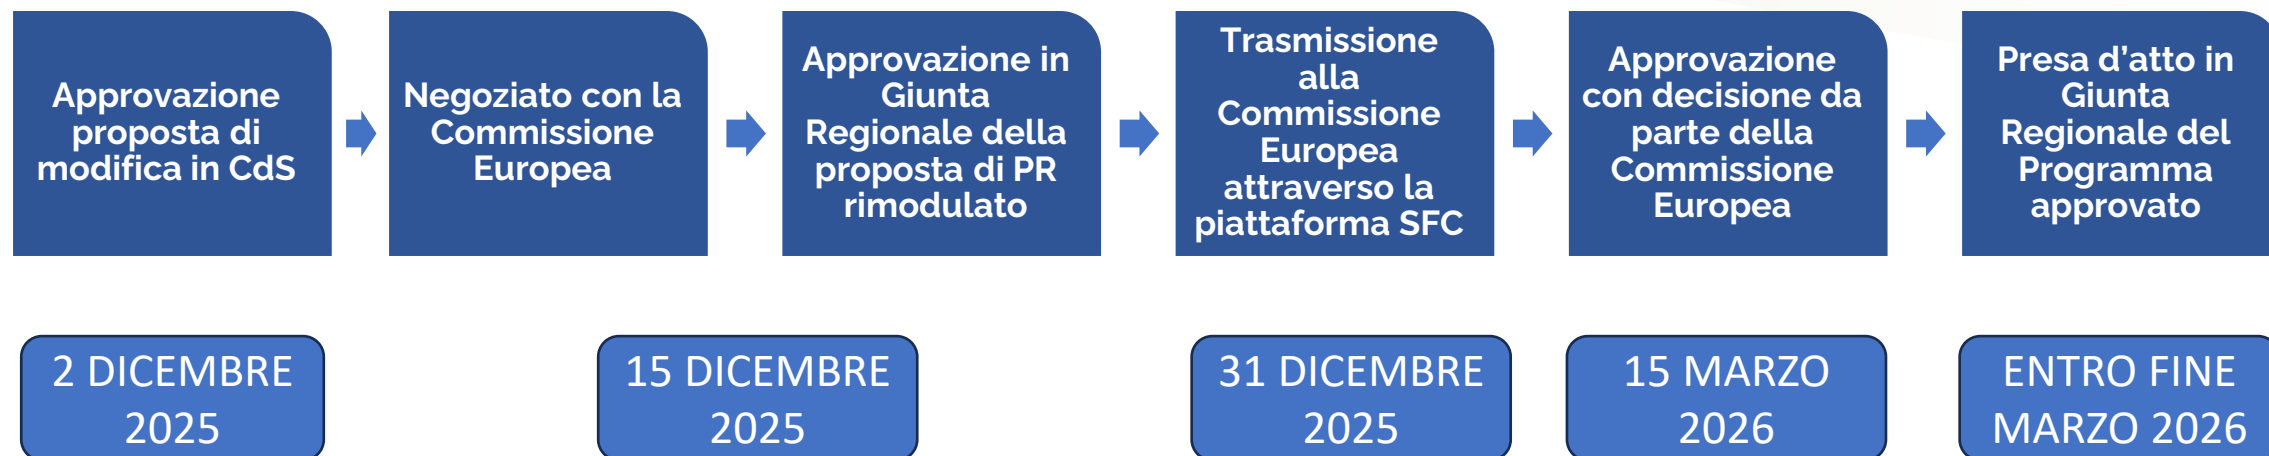 Approvazione
proposta di
modifica in CdS
Negoziato con la
Commissione
Europea
Approvazione in
Giunta
Regionale della
proposta di PR
rimodulato
Trasmissione
alla
Commissione
Europea
attraverso la
piattaforma SFC
Approvazione
con decisione da
parte della
Commissione
Europea
Presa d'atto in
Giunta
Regionale del
Programma
approvato
2 DICEMBRE
2025
15 DICEMBRE
2025
31 DICEMBRE
2025
15 MARZO
2026
ENTRO FINE
MARZO 2026